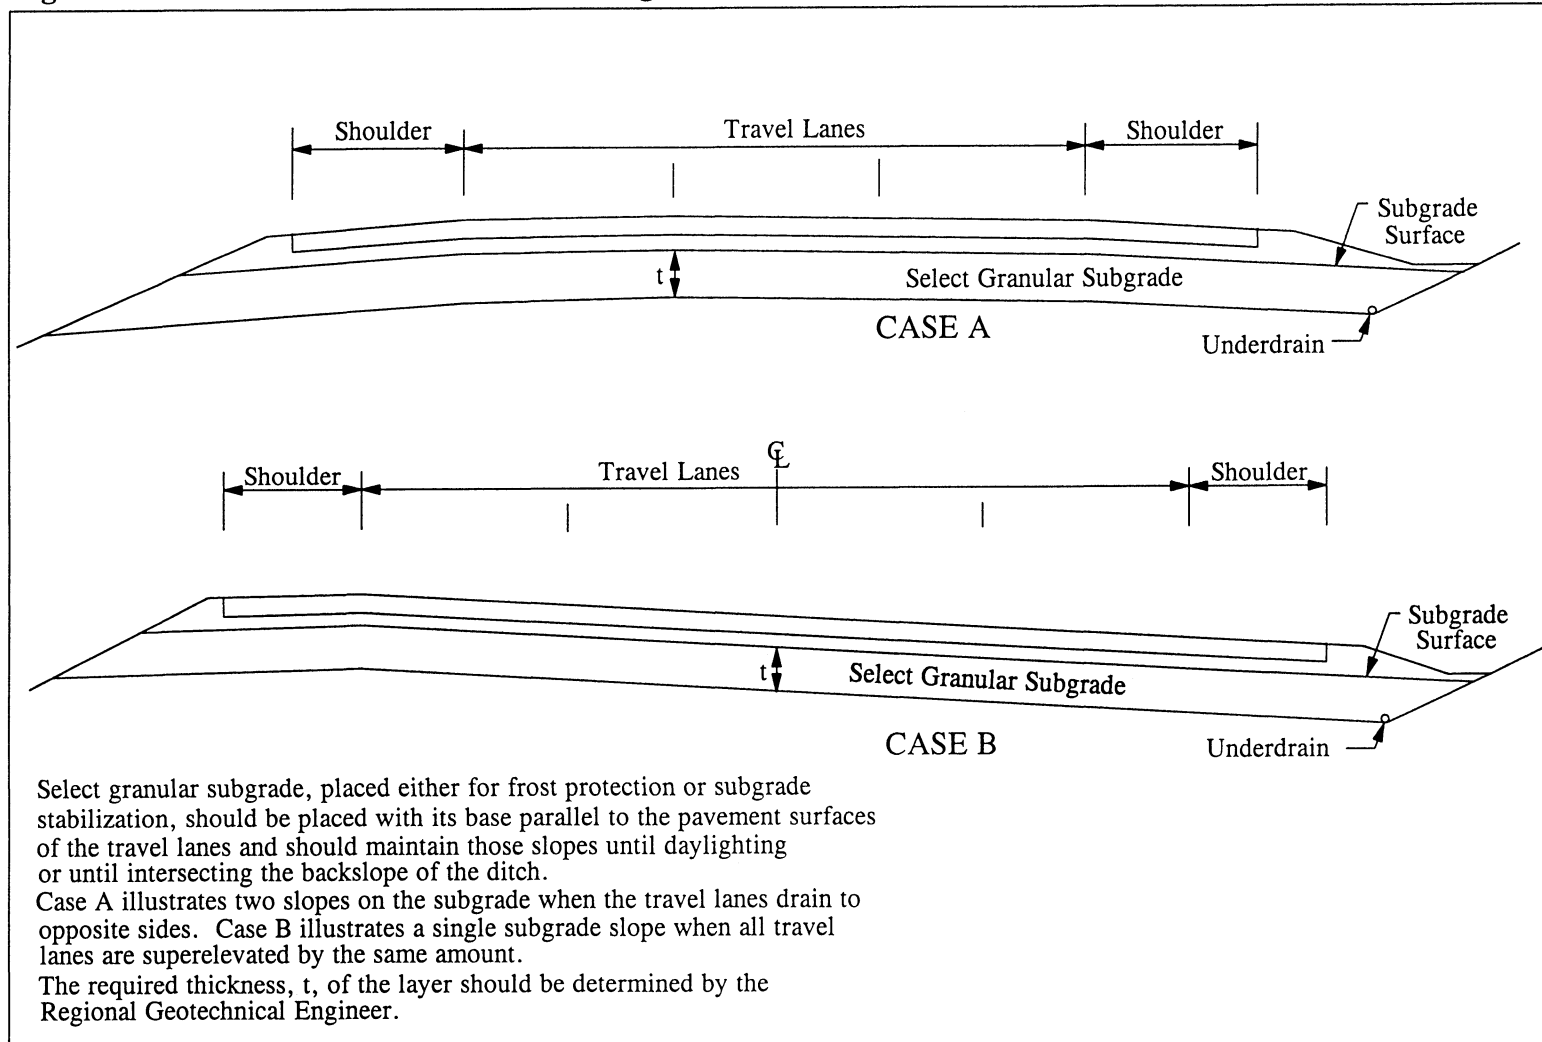 Shoulder
Travel Lanes
Shoulder
Subgrade
Surface
t
Select Granular Subgrade
CASE A
Underdrain
℄
Shoulder
Travel Lanes
Shoulder
Subgrade
Surface
t
Select Granular Subgrade
CASE B
Underdrain
Select granular subgrade, placed either for frost protection or subgrade
stabilization, should be placed with its base parallel to the pavement surfaces
of the travel lanes and should maintain those slopes until daylighting
or until intersecting the backslope of the ditch.
Case A illustrates two slopes on the subgrade when the travel lanes drain to
opposite sides.  Case B illustrates a single subgrade slope when all travel
lanes are superelevated by the same amount.
The required thickness, t, of the layer should be determined by the
Regional Geotechnical Engineer.